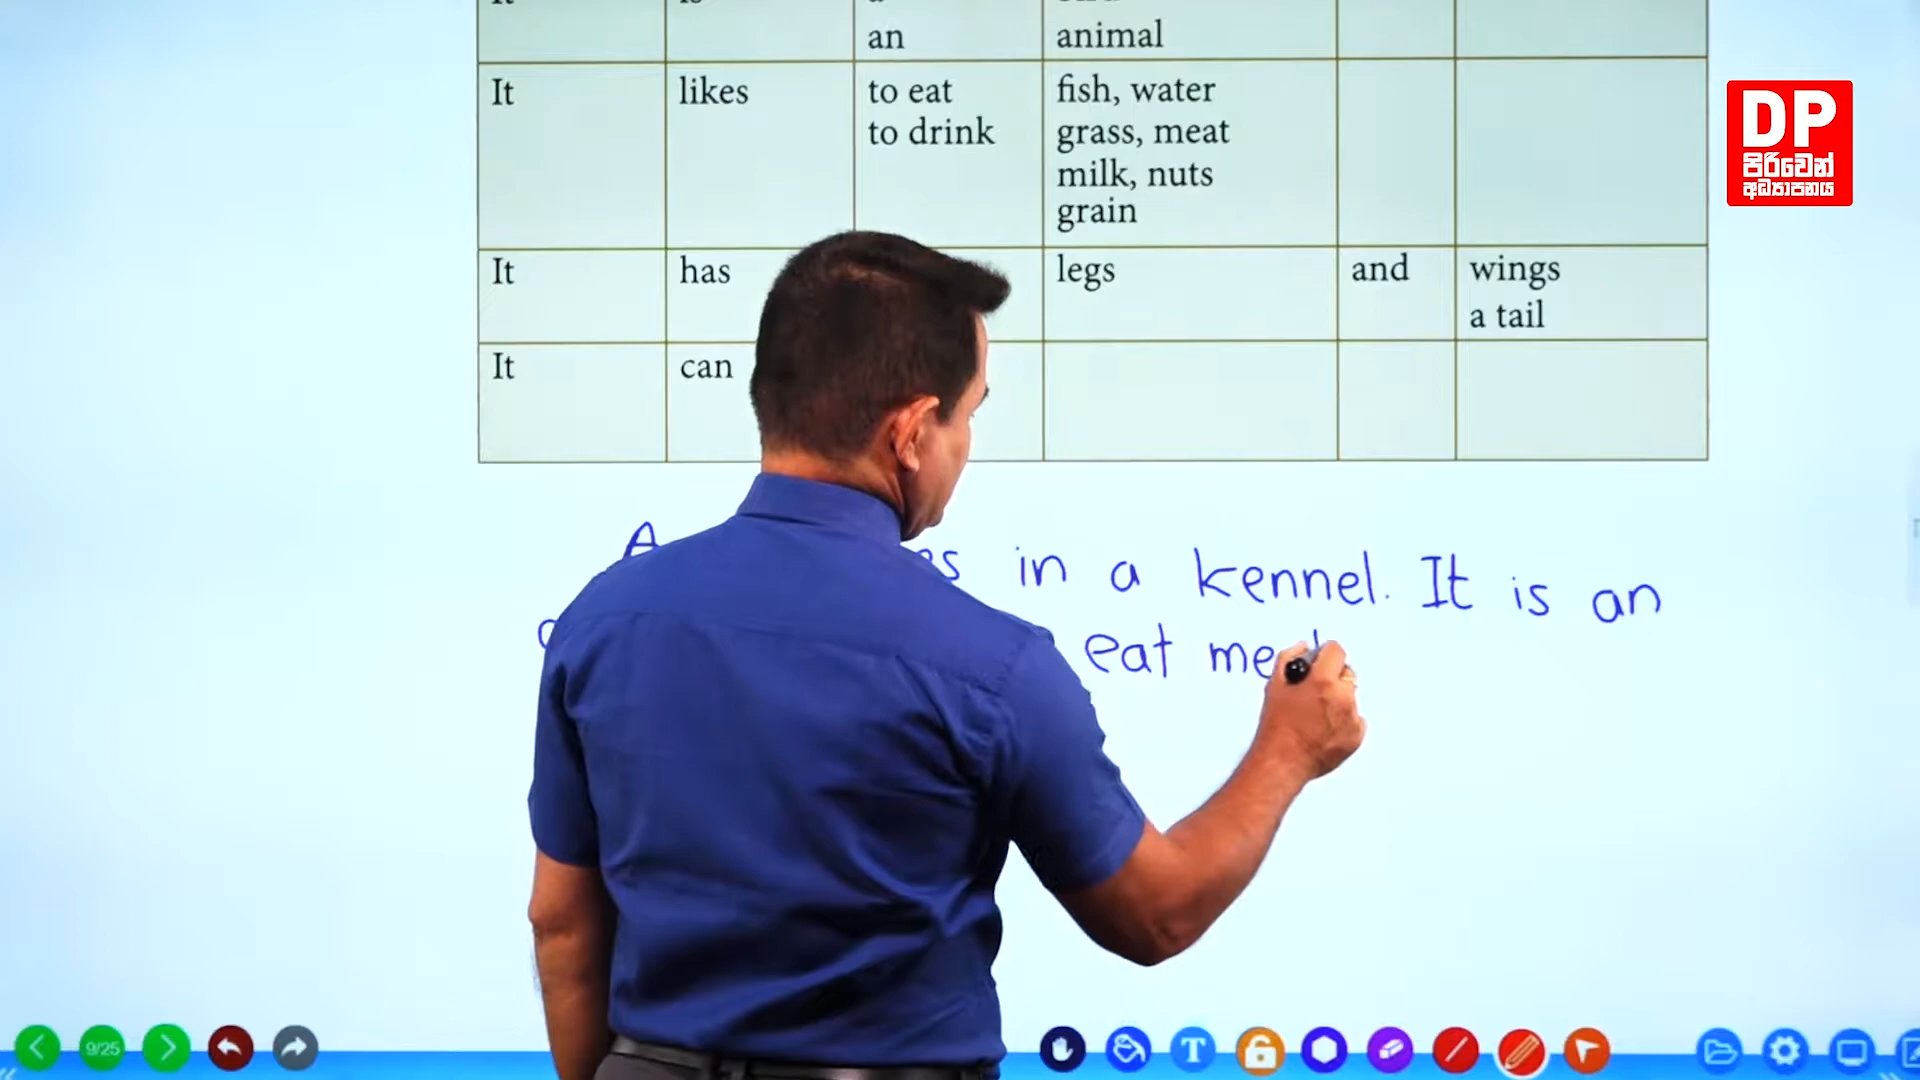 an animal
It likes to eat fish, water
to drink grass, meat
milk, nuts
grain
It has legs and wings
a tail
It can
DP
පිරිවෙන්
අධ්‍යාපනය
A in a kennel. It is an
eat
9/25
T